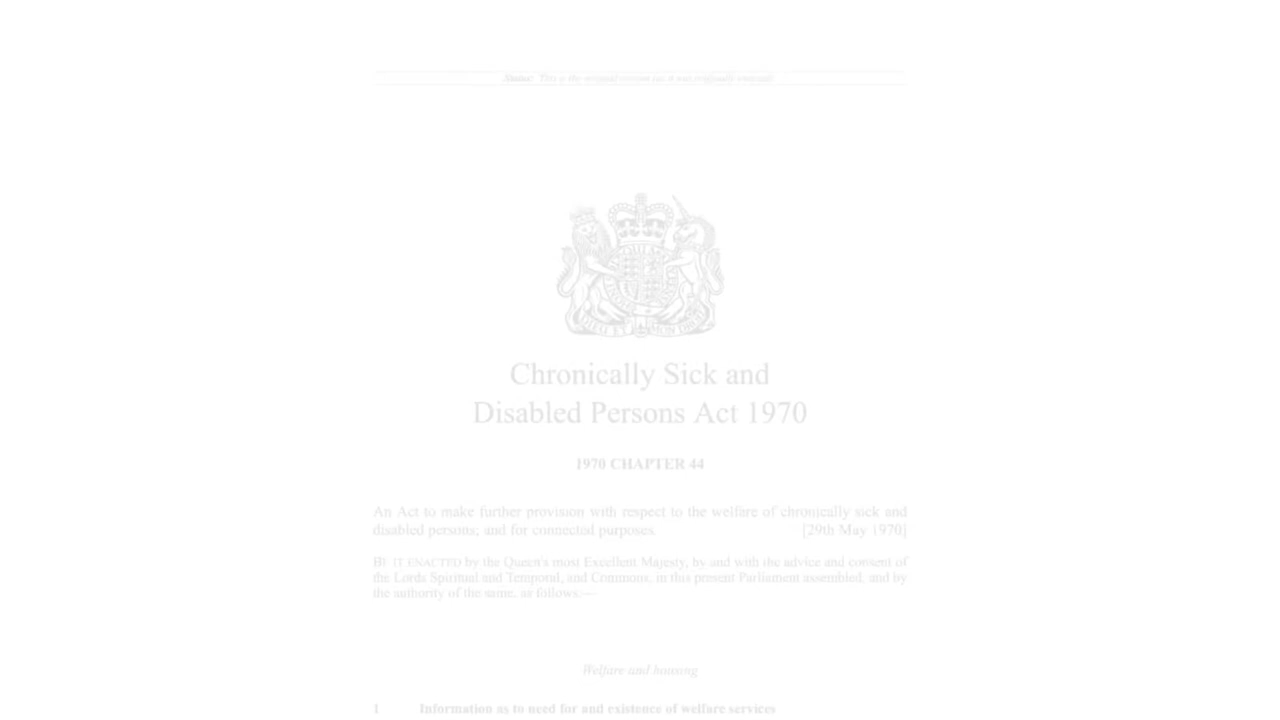 Status: This is the original version (as it was originally enacted).
DIEU ET MON DROIT
Chronically Sick and
Disabled Persons Act 1970
1970 CHAPTER 44
An Act to make further provision with respect to the welfare of chronically sick and
disabled persons; and for connected purposes. [29th May 1970]
BE IT ENACTED by the Queen's most Excellent Majesty, by and with the advice and consent of
the Lords Spiritual and Temporal, and Commons, in this present Parliament assembled, and by
the authority of the same, as follows:—
Welfare and housing
1 Information as to need for and existence of welfare services